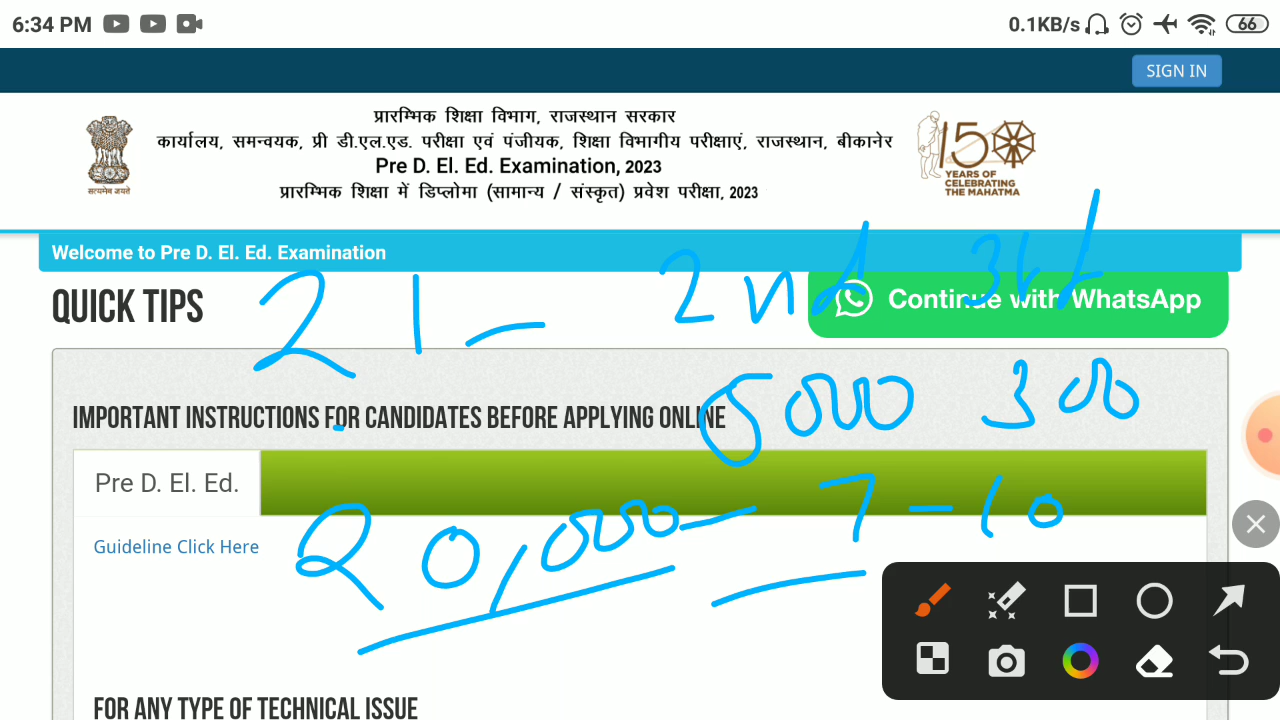 6:34 PM 0.1KB/s 66
SIGN IN
प्रारम्भिक शिक्षा विभाग, राजस्थान सरकार
कार्यालय, समन्वयक, प्री डी.एल.एड. परीक्षा एवं पंजीयक, शिक्षा विभागीय परीक्षाएं, राजस्थान, बीकानेर
Pre D. El. Ed. Examination, 2023
प्रारम्भिक शिक्षा में डिप्लोमा (सामान्य / संस्कृत) प्रवेश परीक्षा, 2023
सत्यमेव जयते
150
YEARS OF
CELEBRATING
THE MAHATMA
Welcome to Pre D. El. Ed. Examination
21 - 2nd
QUICK TIPS
Continue with WhatsApp
5000 300
IMPORTANT INSTRUCTIONS FOR CANDIDATES BEFORE APPLYING ONLINE
Pre D. El. Ed.
20,000 - 7 - 10
Guideline Click Here
FOR ANY TYPE OF TECHNICAL ISSUE